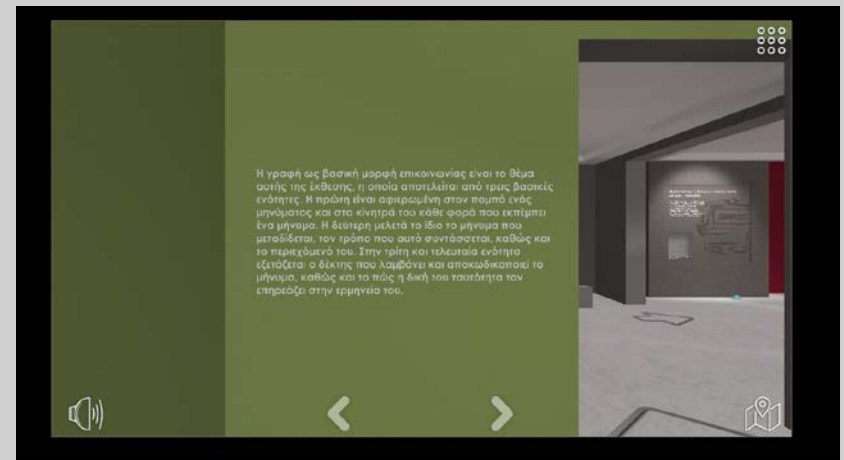 Η γραφή ως βασική μορφή επικοινωνίας είναι το θέμα
αυτής της έκθεσης, η οποία αποτελείται από τρεις βασικές
ενότητες. Η πρώτη είναι αφιερωμένη στον πομπό ενός
μηνύματος και στα κίνητρά του κάθε φορά που εκπέμπει
ένα μήνυμα. Η δεύτερη μελετά το ίδιο το μήνυμα που
μεταδίδεται, τον τρόπο που αυτό συντάσσεται, καθώς και
το περιεχόμενό του. Στην τρίτη και τελευταία ενότητα
εξετάζεται ο δέκτης που λαμβάνει και αποκωδικοποιεί το
μήνυμα, καθώς και το πώς η δική του ταυτότητα τον
επηρεάζει στην ερμηνεία του.